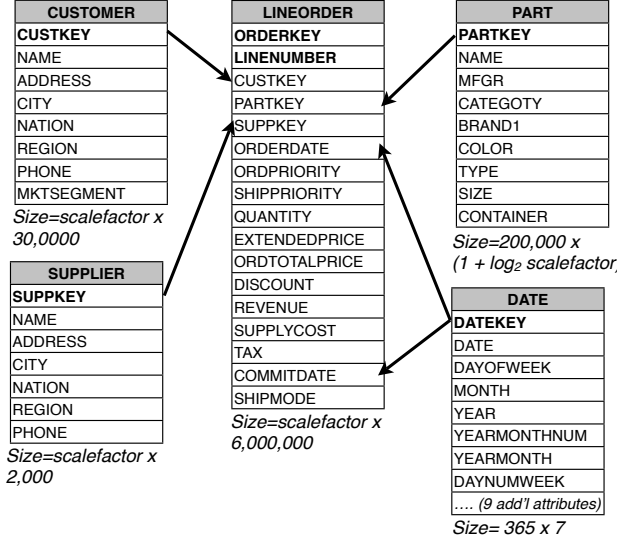 CUSTOMER
CUSTKEY
NAME
ADDRESS
CITY
NATION
REGION
PHONE
MKTSEGMENT
Size=scalefactor x
30,0000
SUPPLIER
SUPPKEY
NAME
ADDRESS
CITY
NATION
REGION
PHONE
Size=scalefactor x
2,000
LINEORDER
ORDERKEY
LINENUMBER
CUSTKEY
PARTKEY
SUPPKEY
ORDERDATE
ORDPRIORITY
SHIPPRIORITY
QUANTITY
EXTENDEDPRICE
ORDTOTALPRICE
DISCOUNT
REVENUE
SUPPLYCOST
TAX
COMMITDATE
SHIPMODE
Size=scalefactor x
6,000,000
PART
PARTKEY
NAME
MFGR
CATEGOTY
BRAND1
COLOR
TYPE
SIZE
CONTAINER
Size=200,000 x
(1 + log₂ scalefactor)
DATE
DATEKEY
DATE
DAYOFWEEK
MONTH
YEAR
YEARMONTHNUM
YEARMONTH
DAYNUMWEEK
…. (9 add'l attributes)
Size= 365 x 7